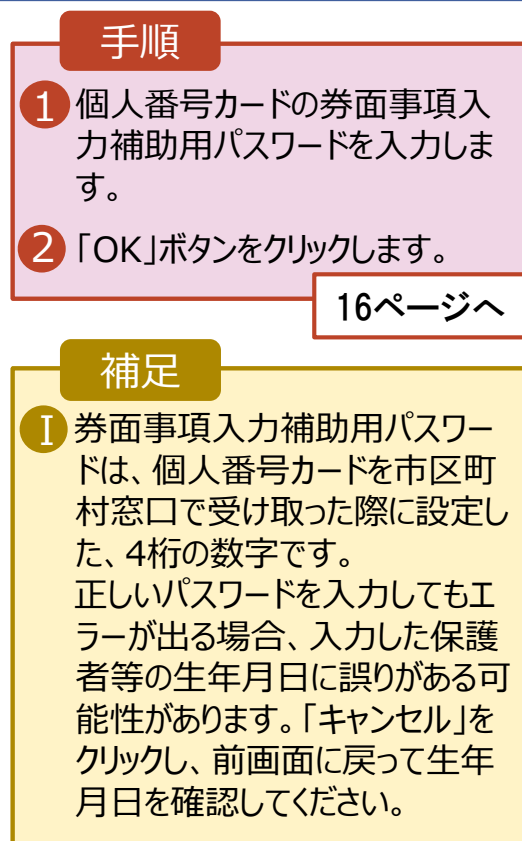 手順
1 個人番号カードの券面事項入
力補助用パスワードを入力しま
す。
2 「OK」ボタンをクリックします。
16ページへ
補足
Ⅰ 券面事項入力補助用パスワー
ドは、個人番号カードを市区町
村窓口で受け取った際に設定し
た、4桁の数字です。
正しいパスワードを入力してもエ
ラーが出る場合、入力した保護
者等の生年月日に誤りがある可
能性があります。「キャンセル」を
クリックし、前画面に戻って生年
月日を確認してください。